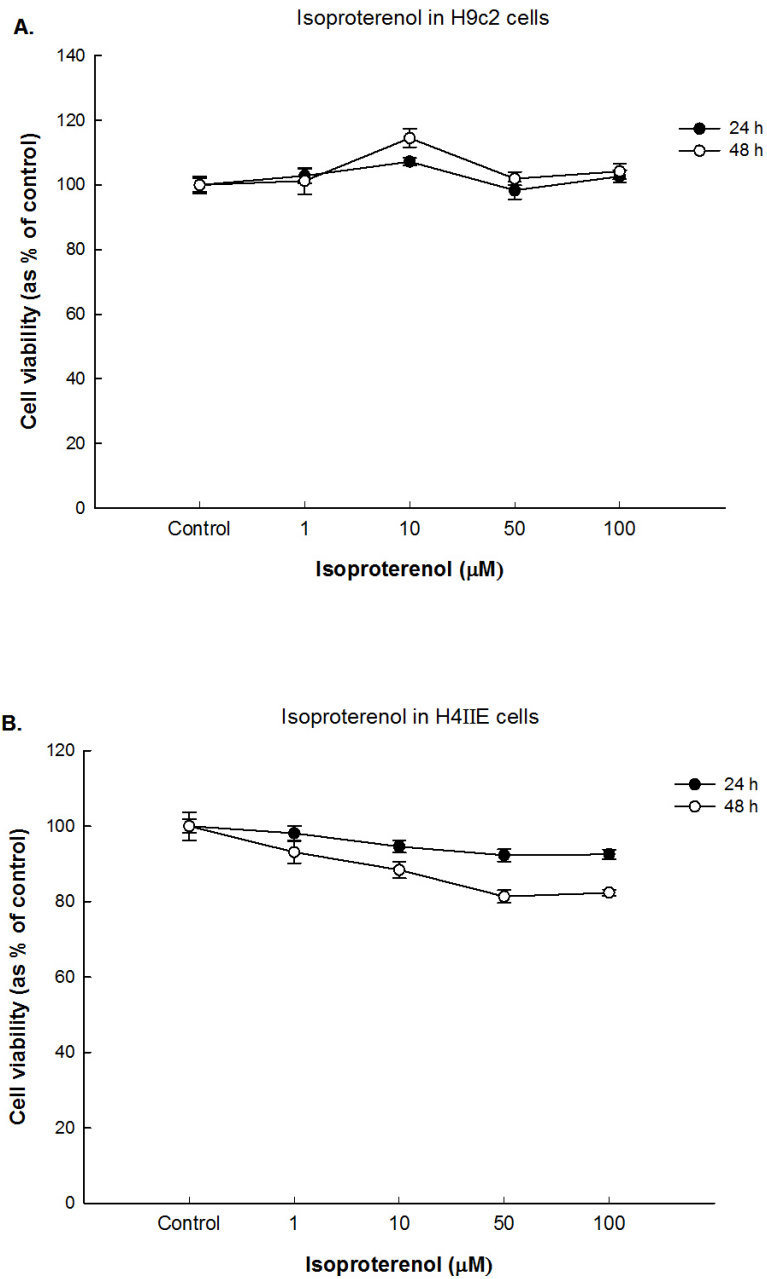 A.
Isoproterenol in H9c2 cells
Cell viability (as % of control)
140
120
100
80
60
40
20
0
24 h
48 h
Control 1 10 50 100
Isoproterenol (μM)
B.
Isoproterenol in H4IIE cells
Cell viability (as % of control)
120
100
80
60
40
20
0
24 h
48 h
Control 1 10 50 100
Isoproterenol (μM)